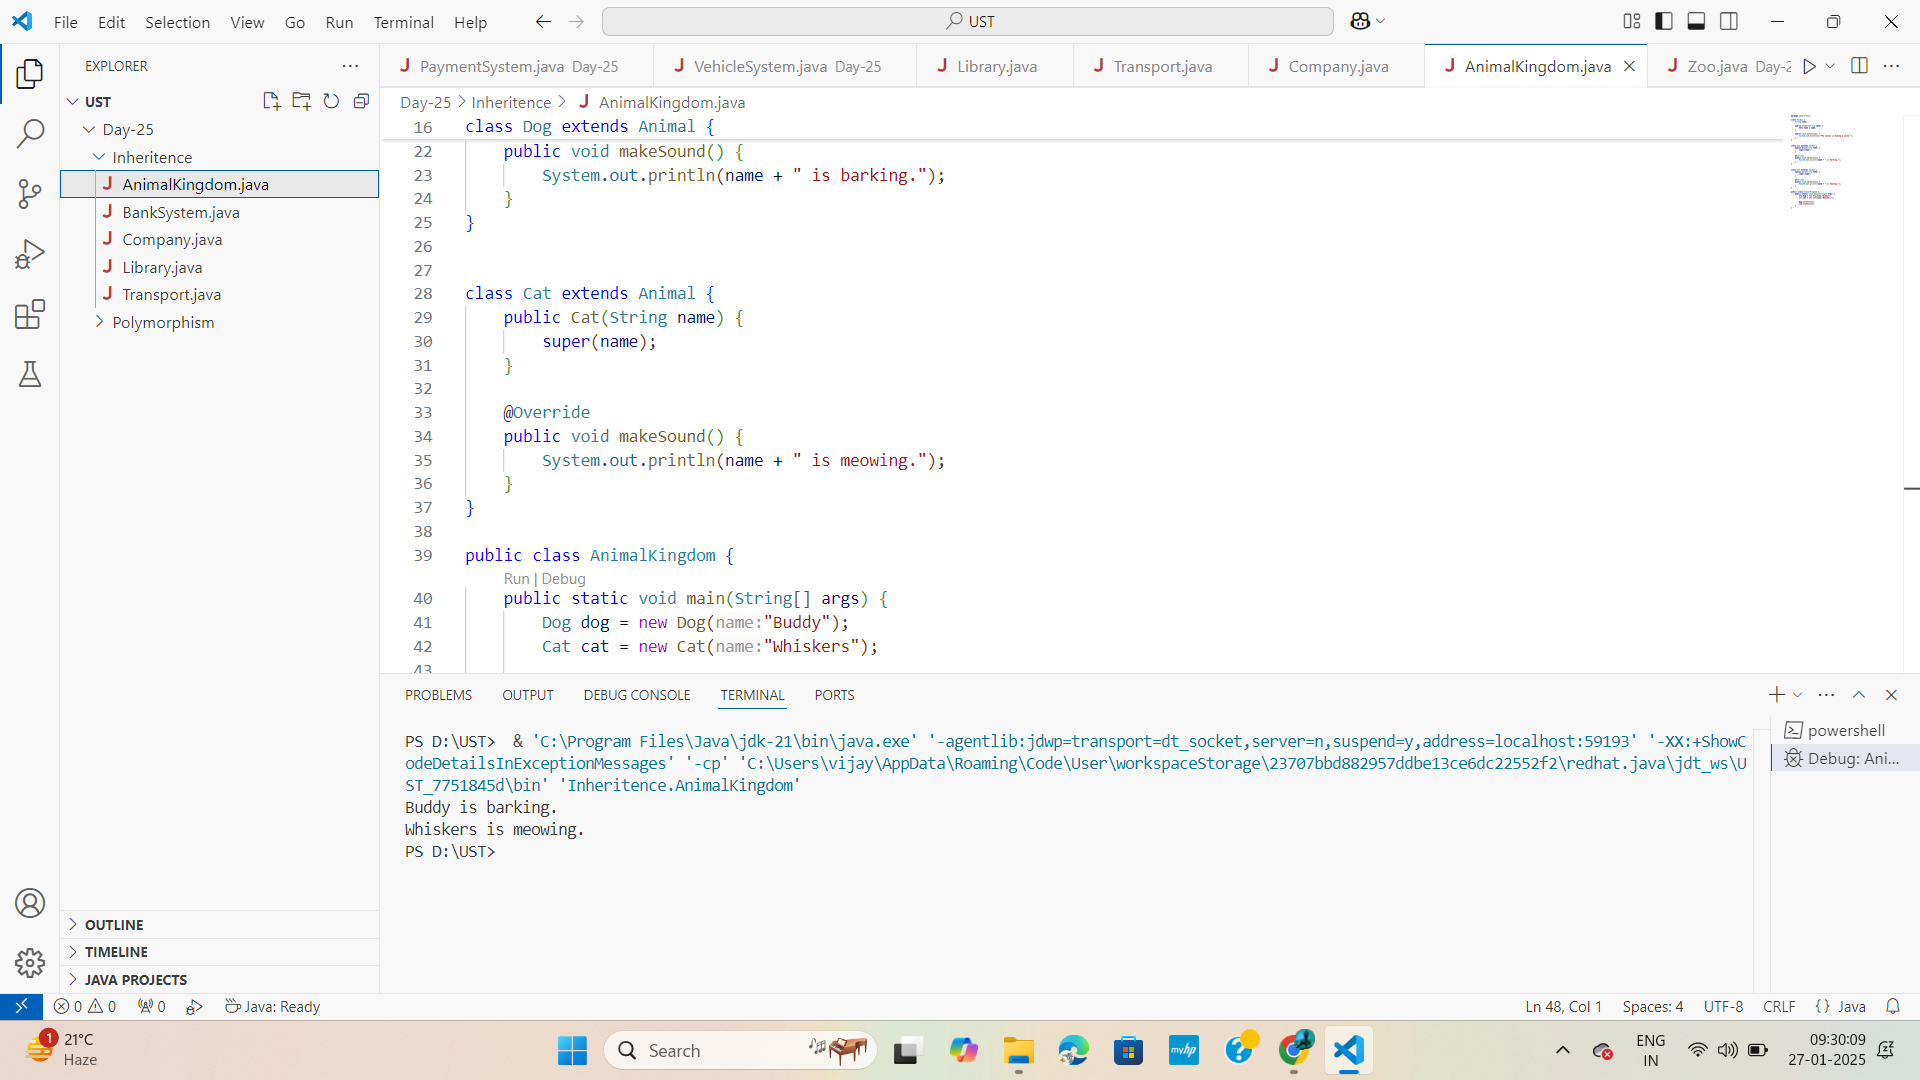 File Edit Selection View Go Run Terminal Help
UST
EXPLORER
UST
Day-25
Inheritence
AnimalKingdom.java
BankSystem.java
Company.java
Library.java
Transport.java
Polymorphism
OUTLINE
TIMELINE
JAVA PROJECTS
PaymentSystem.java Day-25
VehicleSystem.java Day-25
Library.java
Transport.java
Company.java
AnimalKingdom.java
Zoo.java Day-2
Day-25 > Inheritence > AnimalKingdom.java
16 class Dog extends Animal {
22 public void makeSound() {
23 System.out.println(name + " is barking.");
24 }
25 }
26
27
28 class Cat extends Animal {
29 public Cat(String name) {
30 super(name);
31 }
32
33 @Override
34 public void makeSound() {
35 System.out.println(name + " is meowing.");
36 }
37 }
38
39 public class AnimalKingdom {
Run | Debug
40 public static void main(String[] args) {
41 Dog dog = new Dog(name:"Buddy");
42 Cat cat = new Cat(name:"Whiskers");
43
PROBLEMS OUTPUT DEBUG CONSOLE TERMINAL PORTS
PS D:\UST>  & 'C:\Program Files\Java\jdk-21\bin\java.exe' '-agentlib:jdwp=transport=dt_socket,server=n,suspend=y,address=localhost:59193' '-XX:+ShowC
odeDetailsInExceptionMessages' '-cp' 'C:\Users\vijay\AppData\Roaming\Code\User\workspaceStorage\23707bbd882957ddbe13ce6dc22552f2\redhat.java\jdt_ws\U
ST_7751845d\bin' 'Inheritence.AnimalKingdom'
Buddy is barking.
Whiskers is meowing.
PS D:\UST>
powershell
Debug: Ani...
0 0 0 Java: Ready
Ln 48, Col 1 Spaces: 4 UTF-8 CRLF {} Java
1
21°C
Haze
Search
myhp
ENG
IN
09:30:09
27-01-2025